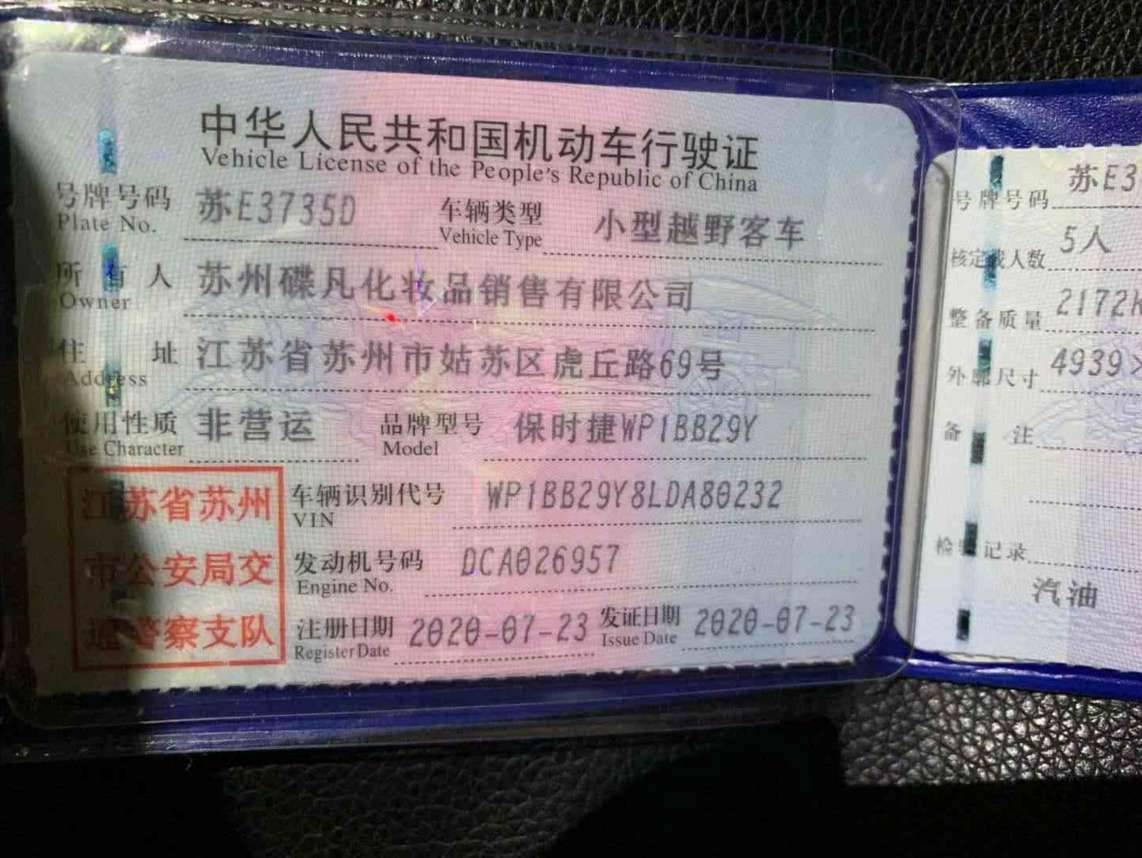 中华人民共和国机动车行驶证
Vehicle License of the People's Republic of China
号牌号码 苏E3735D 车辆类型 小型越野客车
Plate No. Vehicle Type
所有人 苏州碟凡化妆品销售有限公司
Owner
住址 江苏省苏州市姑苏区虎丘路69号
Address
使用性质 非营运 品牌型号 保时捷WP1BB29Y
Use Character Model
江苏省苏州
市公安局交
通警察支队
车辆识别代号 WP1BB29Y8LDA80232
VIN
发动机号码 DCA026957
Engine No.
注册日期 2020-07-23 发证日期 2020-07-23
Register Date Issue Date
号牌号码 苏E3
核定载人数 5人
整备质量 2172
外廓尺寸 4939×
备注
检验记录
汽油